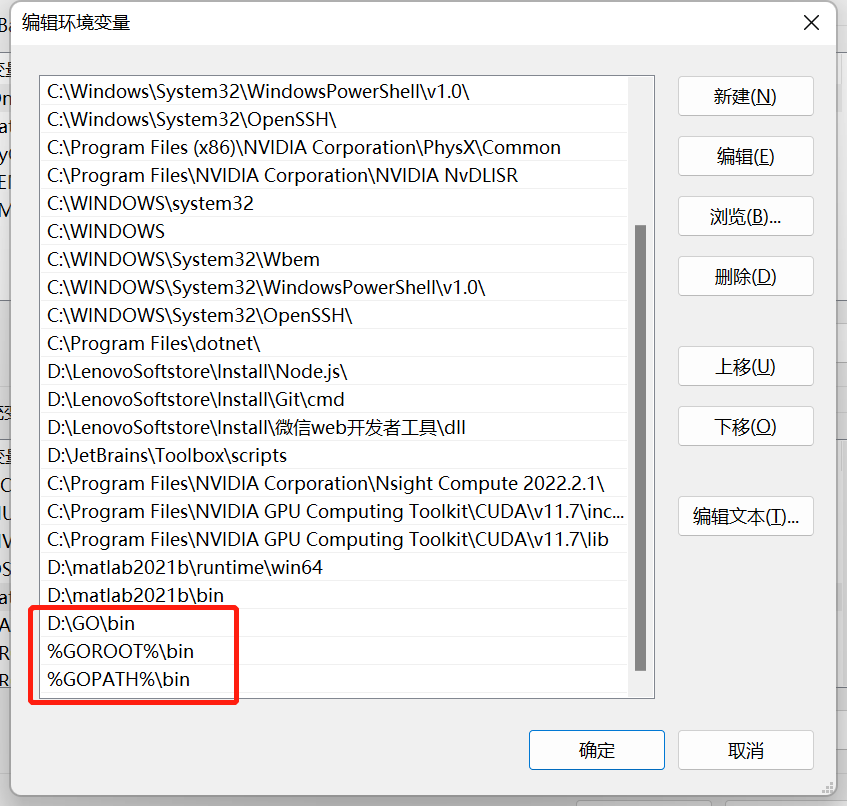 编辑环境变量
C:\Windows\System32\WindowsPowerShell\v1.0\
C:\Windows\System32\OpenSSH\
C:\Program Files (x86)\NVIDIA Corporation\PhysX\Common
C:\Program Files\NVIDIA Corporation\NVIDIA NvDLISR
C:\WINDOWS\system32
C:\WINDOWS
C:\WINDOWS\System32\Wbem
C:\WINDOWS\System32\WindowsPowerShell\v1.0\
C:\WINDOWS\System32\OpenSSH\
C:\Program Files\dotnet\
D:\LenovoSoftstore\Install\Node.js\
D:\LenovoSoftstore\Install\Git\cmd
D:\LenovoSoftstore\Install\微信web开发者工具\dll
D:\JetBrains\Toolbox\scripts
C:\Program Files\NVIDIA Corporation\Nsight Compute 2022.2.1\
C:\Program Files\NVIDIA GPU Computing Toolkit\CUDA\v11.7\inc...
C:\Program Files\NVIDIA GPU Computing Toolkit\CUDA\v11.7\lib
D:\matlab2021b\runtime\win64
D:\matlab2021b\bin
D:\GO\bin
%GOROOT%\bin
%GOPATH%\bin
新建(N)
编辑(E)
浏览(B)...
删除(D)
上移(U)
下移(O)
编辑文本(T)...
确定
取消